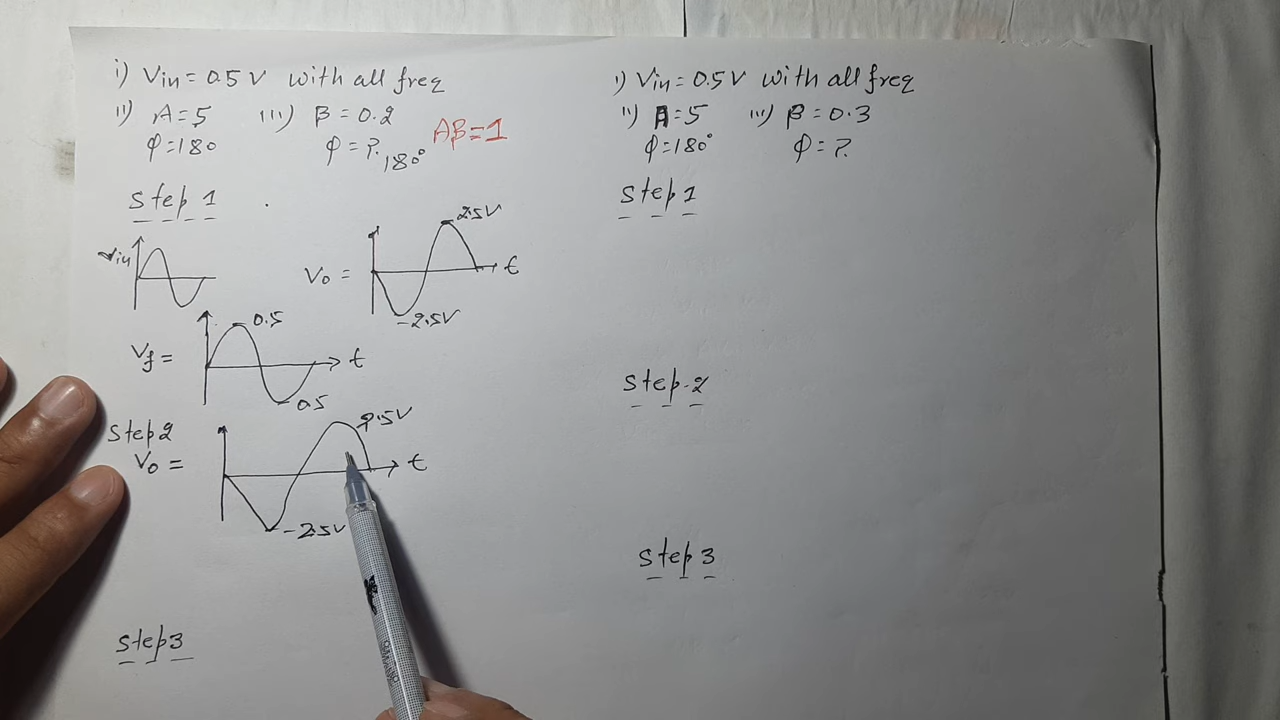 i) Vin = 0.5 V with all freq
ii) A = 5 iii) β = 0.2
φ = 180 φ = ?. 180°
Aβ = 1
Step 1
Vin
Vo = 2.5V t
-2.5V
Vf = 0.5 t
0.5
Step 2
Vo = 2.5V t
-2.5V
Step 3
i) Vin = 0.5 V with all freq
ii) A = 5 iii) β = 0.3
φ = 180° φ = ?.
Step 1
Step-2
Step 3